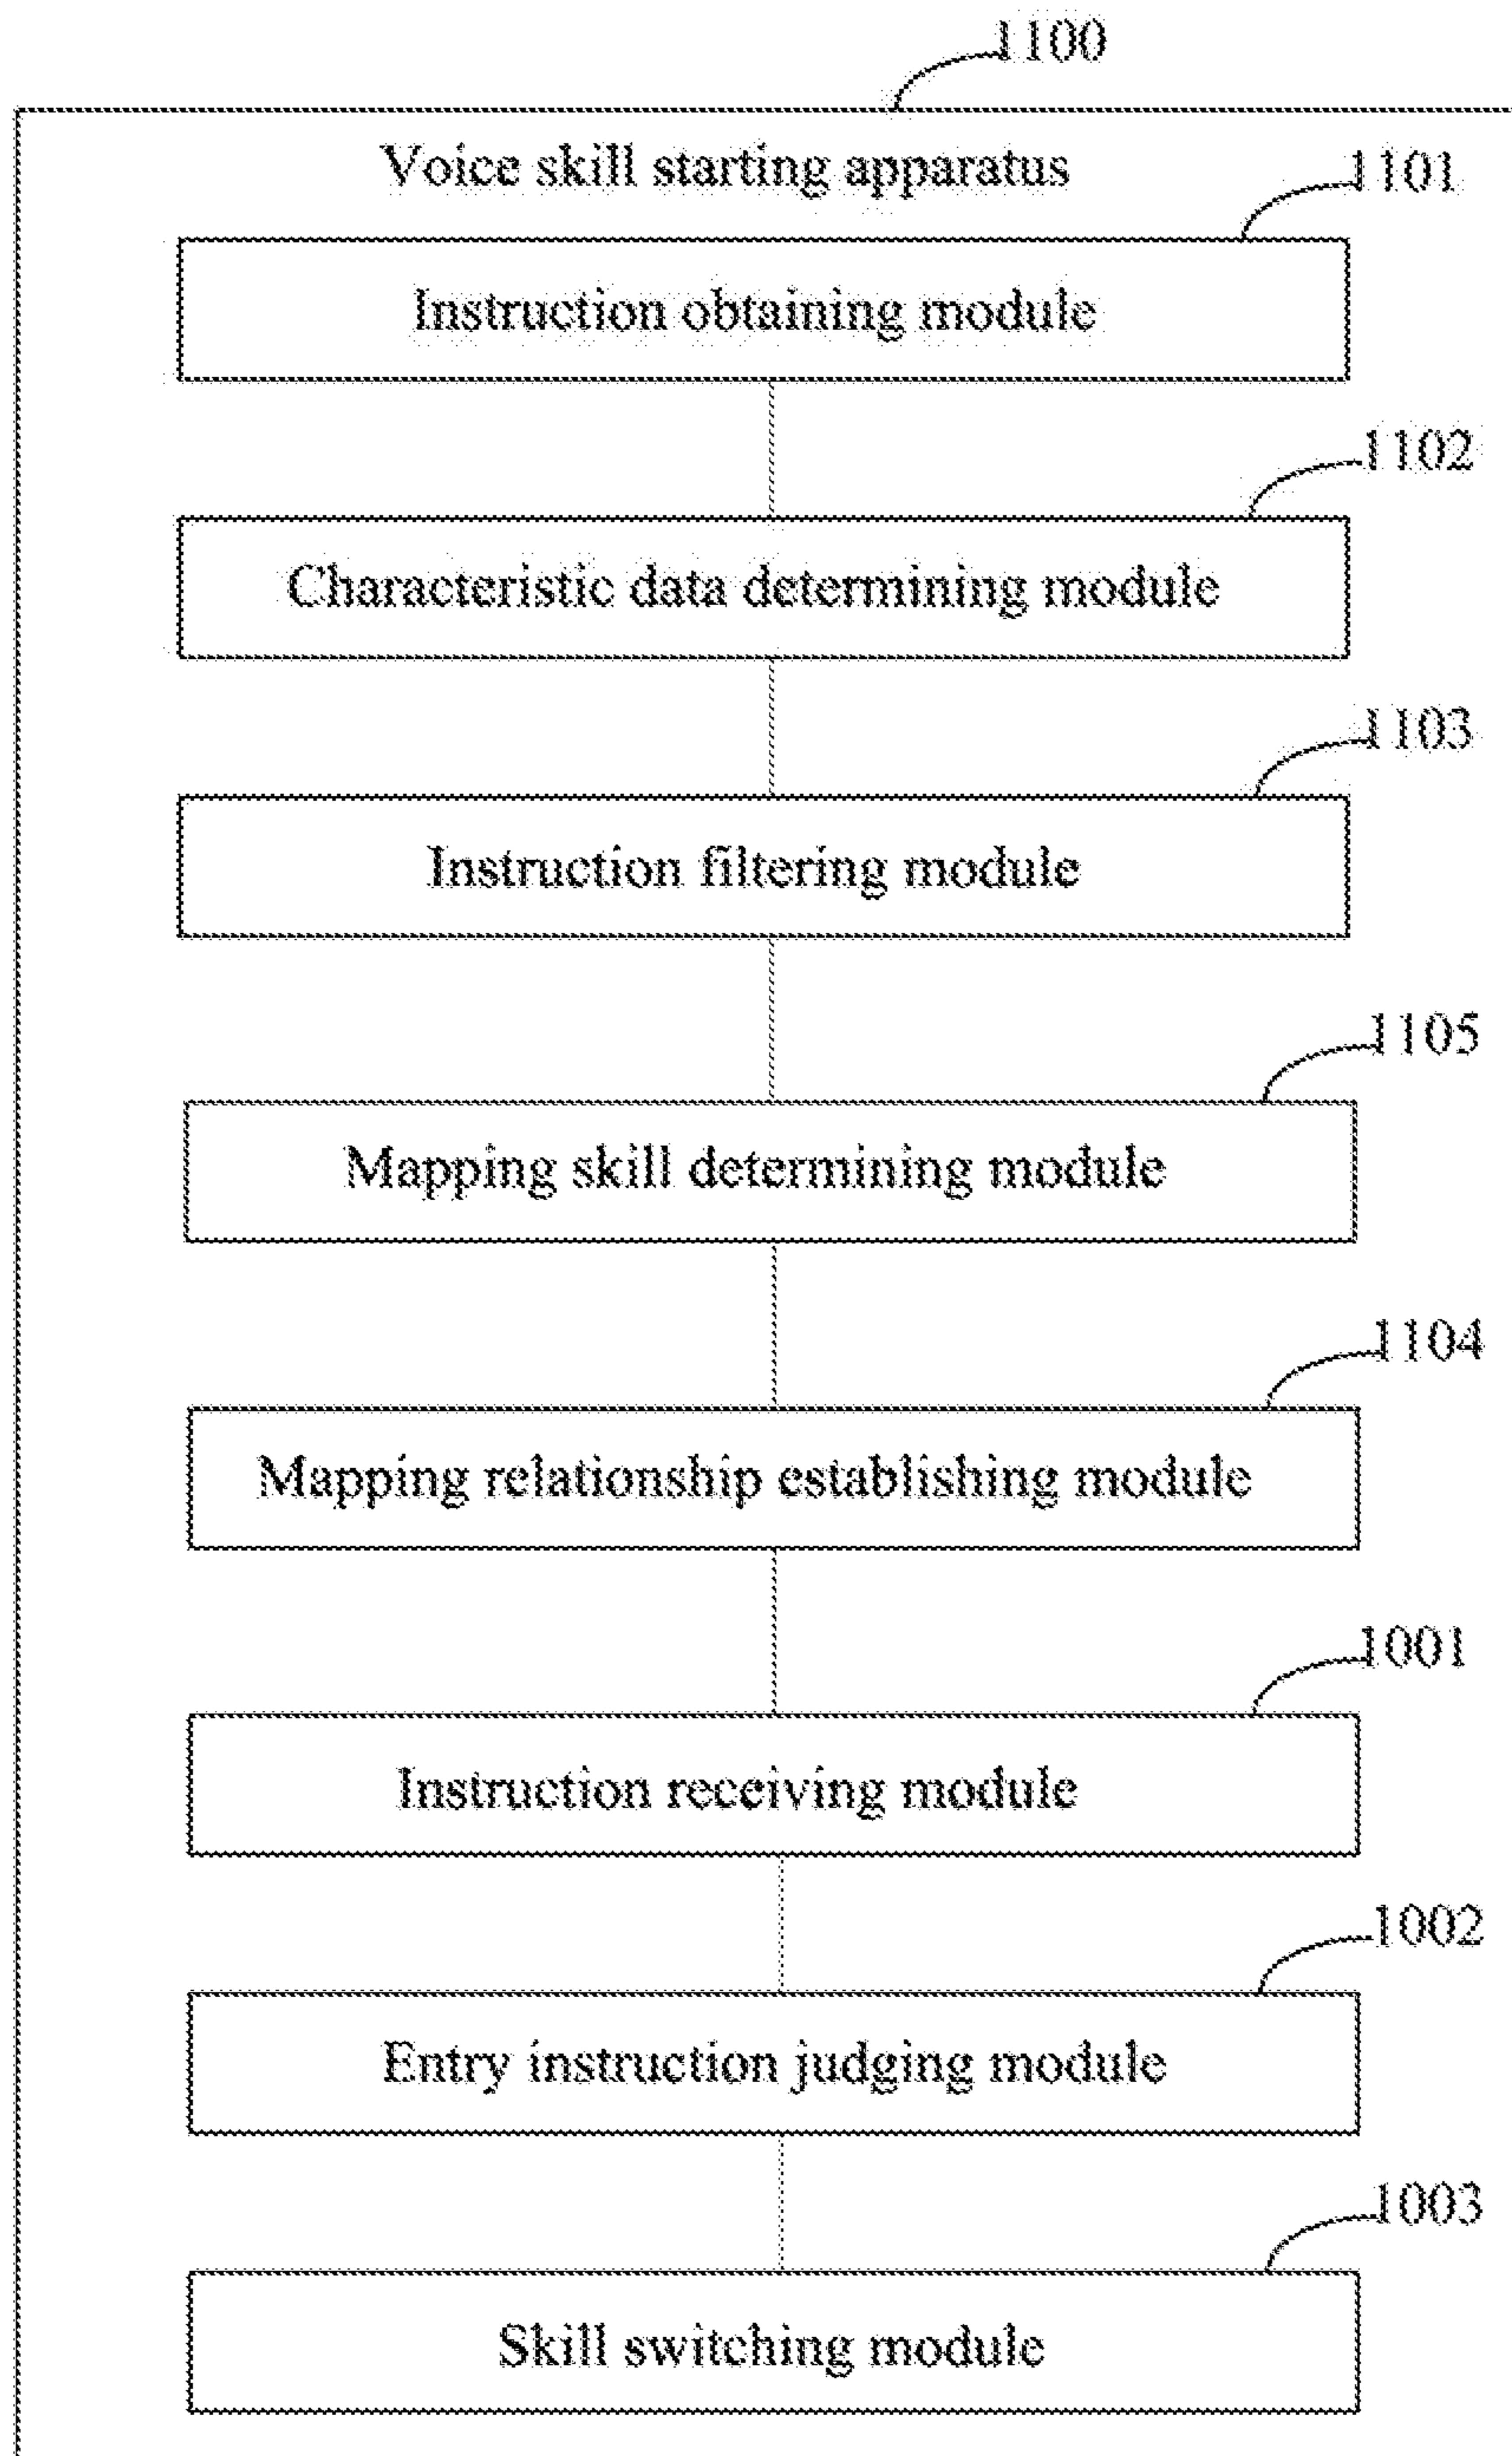 1100
Voice skill starting apparatus
1101
Instruction obtaining module
1102
Characteristic data determining module
1103
Instruction filtering module
1105
Mapping skill determining module
1104
Mapping relationship establishing module
1001
Instruction receiving module
1002
Entry instruction judging module
1003
Skill switching module